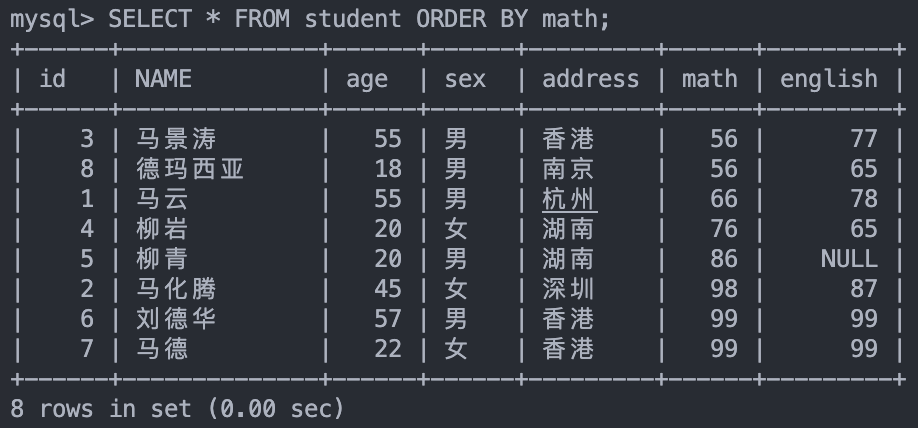 mysql> SELECT * FROM student ORDER BY math;
+------+-----------+------+------+---------+------+---------+
| id   | NAME      | age  | sex  | address | math | english |
+------+-----------+------+------+---------+------+---------+
|    3 | 马景涛 | 55 | 男 | 香港 | 56 | 77 |
|    8 | 德玛西亚 | 18 | 男 | 南京 | 56 | 65 |
|    1 | 马云 | 55 | 男 | 杭州 | 66 | 78 |
|    4 | 柳岩 | 20 | 女 | 湖南 | 76 | 65 |
|    5 | 柳青 | 20 | 男 | 湖南 | 86 | NULL |
|    2 | 马化腾 | 45 | 女 | 深圳 | 98 | 87 |
|    6 | 刘德华 | 57 | 男 | 香港 | 99 | 99 |
|    7 | 马德 | 22 | 女 | 香港 | 99 | 99 |
+------+-----------+------+------+---------+------+---------+
8 rows in set (0.00 sec)